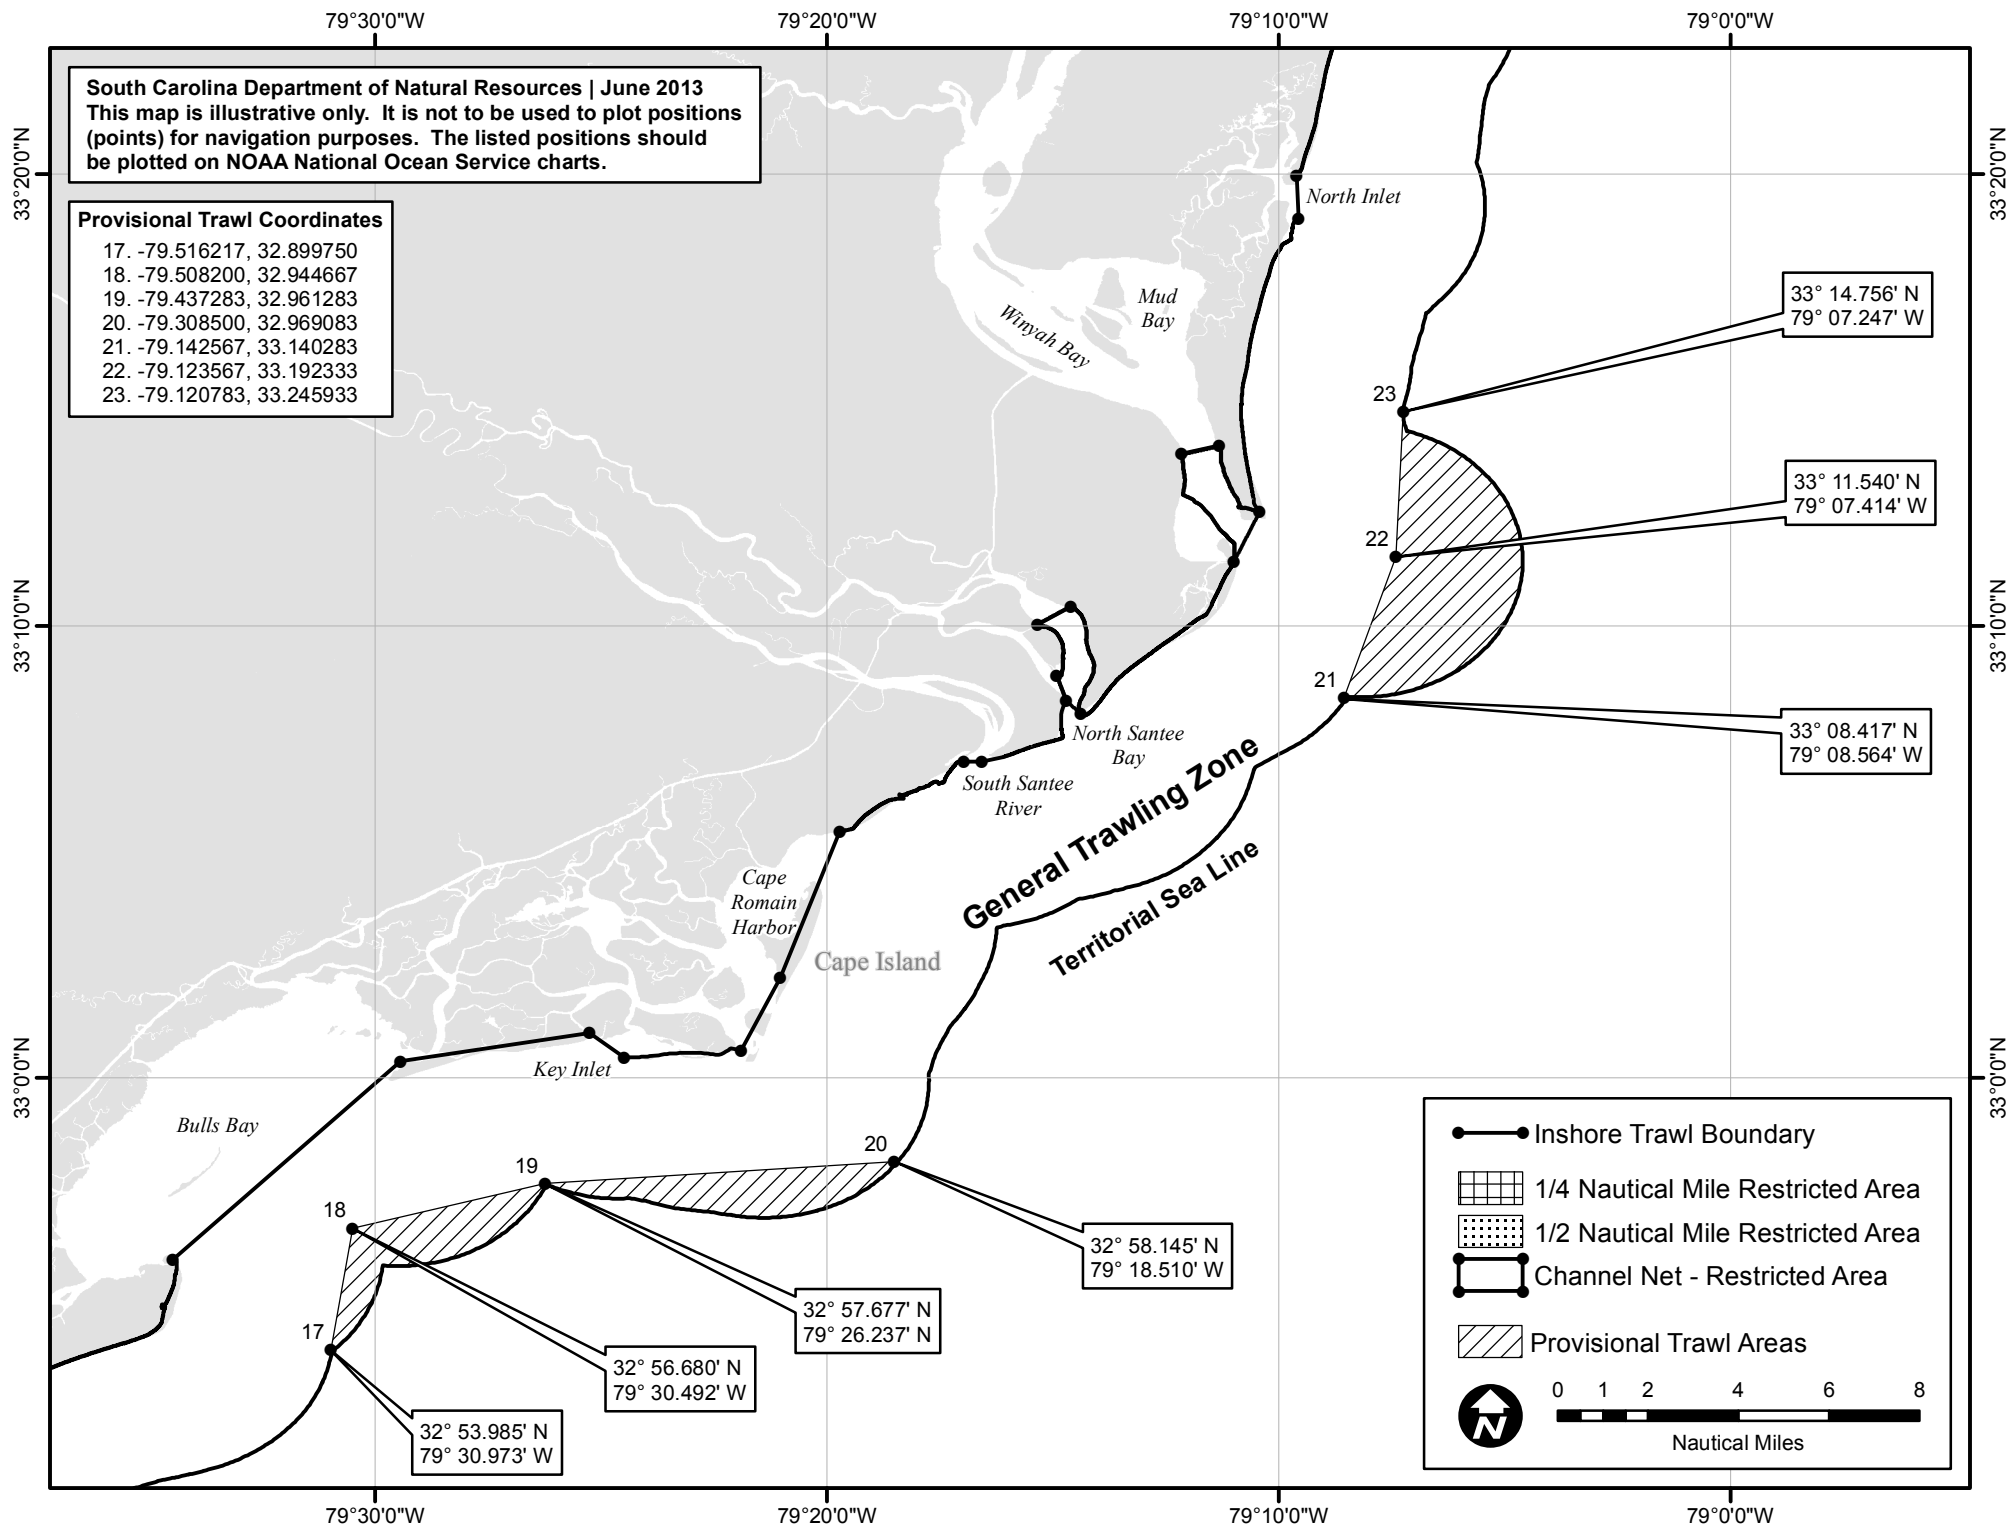 79°30'0"W
79°20'0"W
79°10'0"W
79°0'0"W
South Carolina Department of Natural Resources | June 2013
This map is illustrative only. It is not to be used to plot positions
(points) for navigation purposes. The listed positions should
be plotted on NOAA National Ocean Service charts.
33°20'0"N
33°20'0"N
Provisional Trawl Coordinates
17. -79.516217, 32.899750
18. -79.508200, 32.944667
19. -79.437283, 32.961283
20. -79.308500, 32.969083
21. -79.142567, 33.140283
22. -79.123567, 33.192333
23. -79.120783, 33.245933
North Inlet
Mud
Bay
Winyah Bay
33° 14.756' N
79° 07.247' W
23
33° 11.540' N
79° 07.414' W
22
33°10'0"N
33°10'0"N
21
33° 08.417' N
79° 08.564' W
North Santee
Bay
South Santee
River
General Trawling Zone
Territorial Sea Line
Cape
Romain
Harbor
Cape Island
Key Inlet
33°0'0"N
33°0'0"N
Bulls Bay
20
19
18
17
32° 58.145' N
79° 18.510' W
32° 57.677' N
79° 26.237' N
32° 56.680' N
79° 30.492' W
32° 53.985' N
79° 30.973' W
Inshore Trawl Boundary
1/4 Nautical Mile Restricted Area
1/2 Nautical Mile Restricted Area
Channel Net - Restricted Area
Provisional Trawl Areas
N
0 1 2 4 6 8
Nautical Miles
79°30'0"W
79°20'0"W
79°10'0"W
79°0'0"W